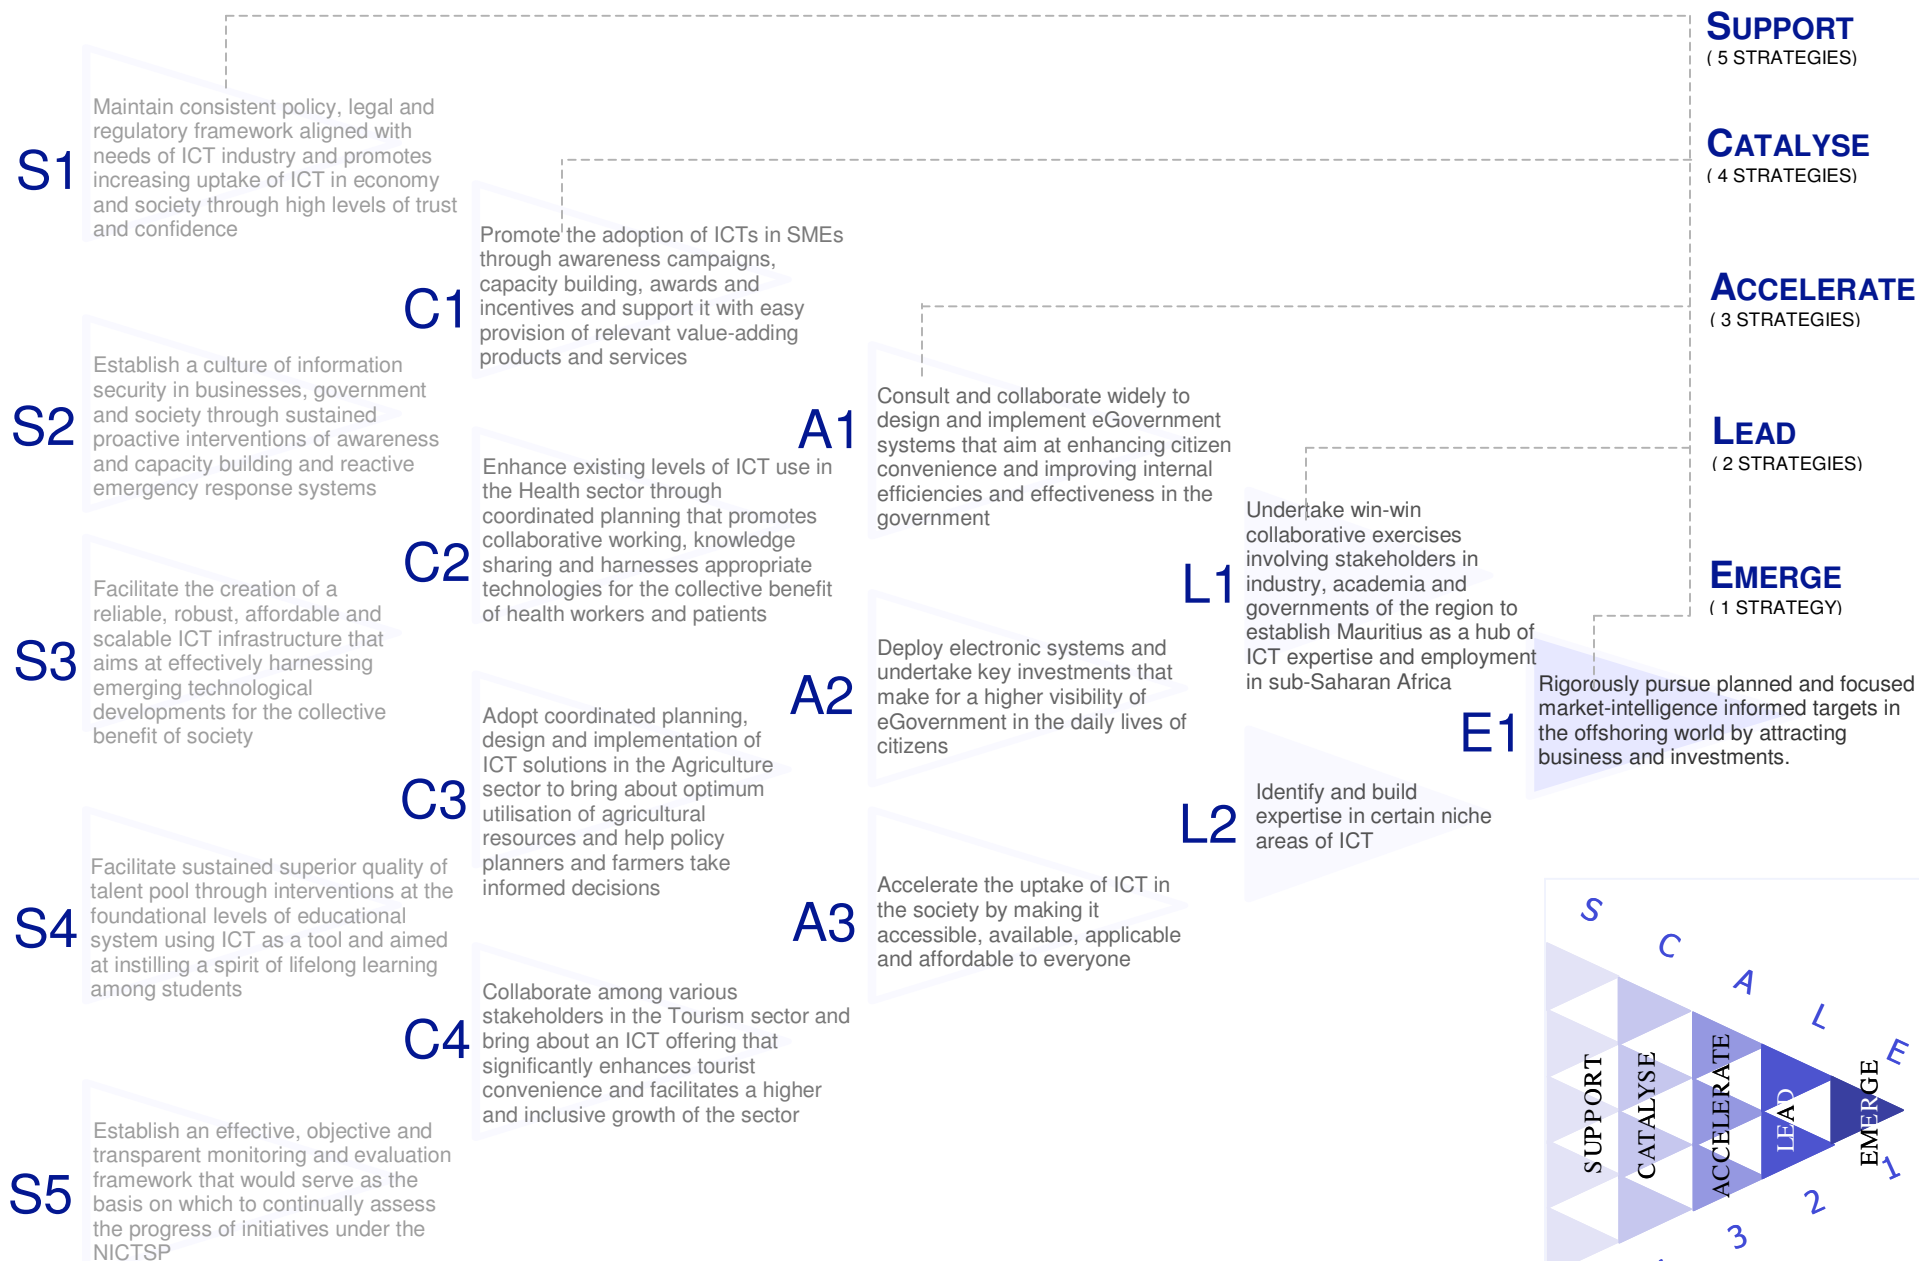 SUPPORT
( 5 STRATEGIES)
CATALYSE
( 4 STRATEGIES)
ACCELERATE
( 3 STRATEGIES)
LEAD
( 2 STRATEGIES)
EMERGE
( 1 STRATEGY)
S1
Maintain consistent policy, legal and
regulatory framework aligned with
needs of ICT industry and promotes
increasing uptake of ICT in economy
and society through high levels of trust
and confidence
S2
Establish a culture of information
security in businesses, government
and society through sustained
proactive interventions of awareness
and capacity building and reactive
emergency response systems
S3
Facilitate the creation of a
reliable, robust, affordable and
scalable ICT infrastructure that
aims at effectively harnessing
emerging technological
developments for the collective
benefit of society
S4
Facilitate sustained superior quality of
talent pool through interventions at the
foundational levels of educational
system using ICT as a tool and aimed
at instilling a spirit of lifelong learning
among students
S5
Establish an effective, objective and
transparent monitoring and evaluation
framework that would serve as the
basis on which to continually assess
the progress of initiatives under the
NICTSP
C1
Promote the adoption of ICTs in SMEs
through awareness campaigns,
capacity building, awards and
incentives and support it with easy
provision of relevant value-adding
products and services
C2
Enhance existing levels of ICT use in
the Health sector through
coordinated planning that promotes
collaborative working, knowledge
sharing and harnesses appropriate
technologies for the collective benefit
of health workers and patients
C3
Adopt coordinated planning,
design and implementation of
ICT solutions in the Agriculture
sector to bring about optimum
utilisation of agricultural
resources and help policy
planners and farmers take
informed decisions
C4
Collaborate among various
stakeholders in the Tourism sector and
bring about an ICT offering that
significantly enhances tourist
convenience and facilitates a higher
and inclusive growth of the sector
A1
Consult and collaborate widely to
design and implement eGovernment
systems that aim at enhancing citizen
convenience and improving internal
efficiencies and effectiveness in the
government
A2
Deploy electronic systems and
undertake key investments that
make for a higher visibility of
eGovernment in the daily lives of
citizens
A3
Accelerate the uptake of ICT in
the society by making it
accessible, available, applicable
and affordable to everyone
L1
Undertake win-win
collaborative exercises
involving stakeholders in
industry, academia and
governments of the region to
establish Mauritius as a hub of
ICT expertise and employment
in sub-Saharan Africa
L2
Identify and build
expertise in certain niche
areas of ICT
E1
Rigorously pursue planned and focused
market-intelligence informed targets in
the offshoring world by attracting
business and investments.
S
C
A
L
E
SUPPORT
CATALYSE
ACCELERATE
LEAD
EMERGE
1
2
3